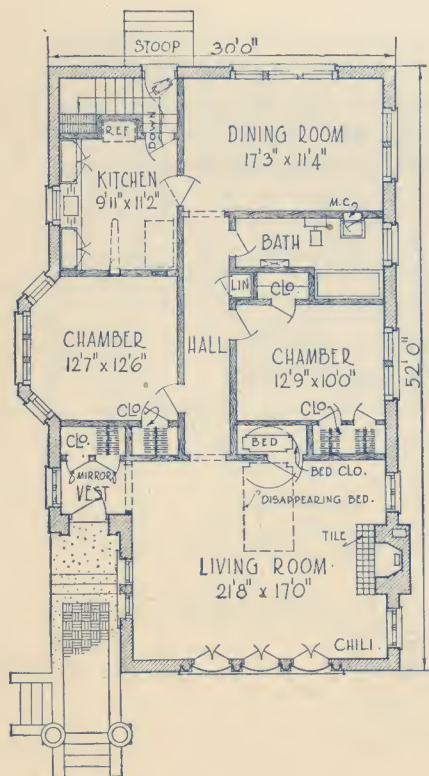 STOOP
30'0"
DOWN
REF
DINING ROOM
17'3" x 11'4"
KITCHEN
9'11" x 11'2"
M.C.
BATH
LIN
CLO.
HALL
CHAMBER
12'7" x 12'6"
CHAMBER
12'9" x 10'0"
52'0"
CLO.
CLO.
CLO.
BED
BED CLO.
MIRROR
VEST
DISAPPEARING BED.
TILE
LIVING ROOM
21'8" x 17'0"
CHILI.